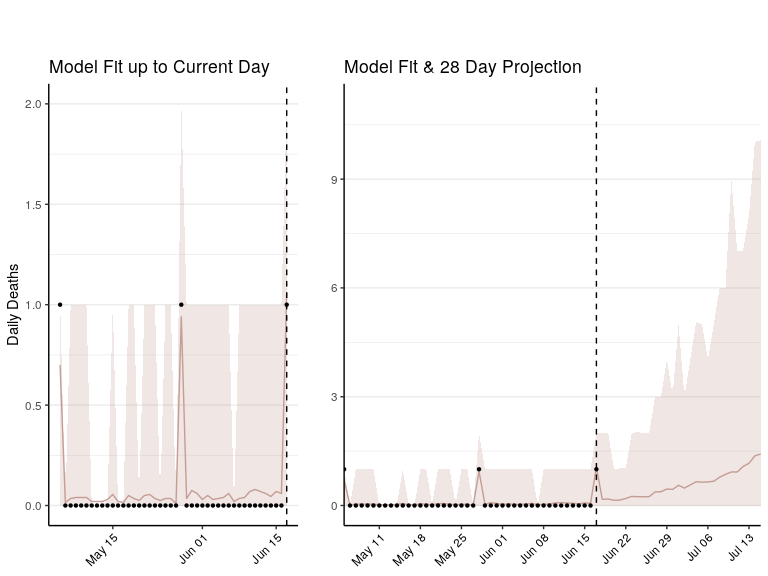 Model Fit up to Current Day
Model Fit & 28 Day Projection
Daily Deaths
2.0
1.5
1.0
0.5
0.0
May 15
Jun 01
Jun 15
9
6
3
0
May 11
May 18
May 25
Jun 01
Jun 08
Jun 15
Jun 22
Jun 29
Jul 06
Jul 13